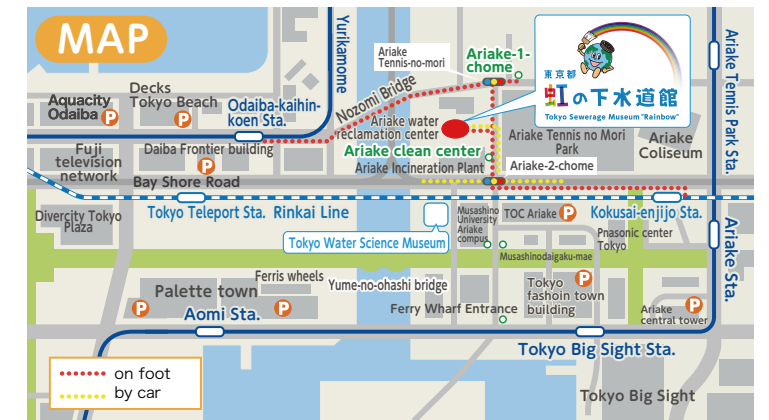 MAP
Yurikamome
Ariake
Tennis-no-mori
Ariake-1-
chome
東京都
虹の下水道館
Tokyo Sewerage Museum "Rainbow"
Ariake Tennis Park Sta.
Decks
Tokyo Beach
Aquacity
Odaiba
P
P
Odaiba-kaihin-
koen Sta.
Nozomi Bridge
Ariake water
reclamation center
Ariake Tennis no Mori
Park
Ariake
Coliseum
Fuji
television
network
Daiba Frontier building
P
Ariake clean center
Ariake Incineration Plant
Ariake-2-chome
Bay Shore Road
Divercity Tokyo
Plaza
Tokyo Teleport Sta.
Rinkai Line
Tokyo Water Science Museum
Musashino
University
Ariake
campus
TOC Ariake
P
Kokusai-enjijo Sta.
Pnasonic center
Tokyo
Musashinodaigaku-mae
Ariake Sta.
Ferris wheels
Palette town
P
P
Yume-no-ohashi bridge
Tokyo
fashoin town
building
P
Ferry Wharf Entrance
Ariake
central tower
P
Aomi Sta.
Tokyo Big Sight Sta.
Tokyo Big Sight
on foot
by car